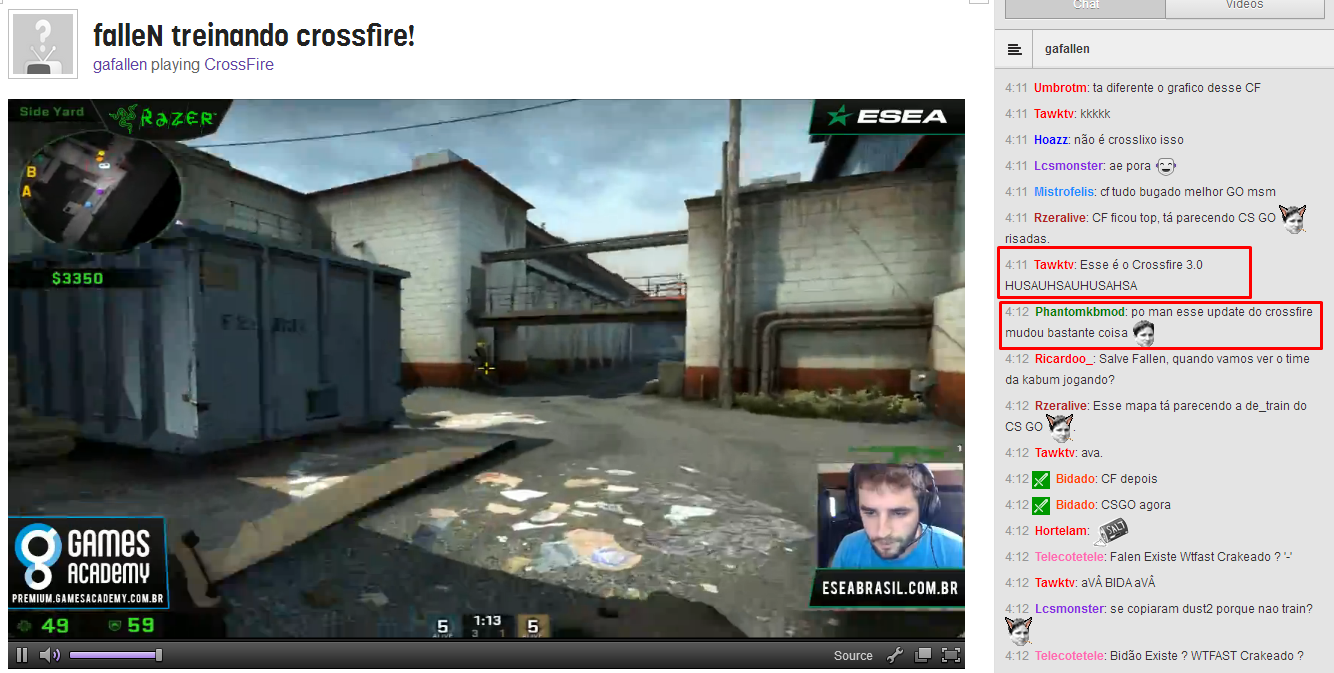 falleN treinando crossfire!
gafallen playing CrossFire
Side Yard
RAZER
ESEA
B
A
$3350
GAMES
ACADEMY
PREMIUM.GAMESACADEMY.COM.BR
ESEABRASIL.COM.BR
49
59
5
ALIVE
1:13
3 1
5
ALIVE
Source
Chat
Videos
gafallen
4:11 Umbrotm: ta diferente o grafico desse CF
4:11 Tawktv: kkkkk
4:11 Hoazz: não é crosslixo isso
4:11 Lcsmonster: ae pora
4:11 Mistrofelis: cf tudo bugado melhor GO msm
4:11 Rzeralive: CF ficou top, tá parecendo CS GO
risadas.
4:11 Tawktv: Esse é o Crossfire 3.0
HUSAUHSAUHUSAHSA
4:12 Phantomkbmod: po man esse update do crossfire
mudou bastante coisa
4:12 Ricardoo_: Salve Fallen, quando vamos ver o time
da kabum jogando?
4:12 Rzeralive: Esse mapa tá parecendo a de_train do
CS GO .
4:12 Tawktv: ava.
4:12 Bidado: CF depois
4:12 Bidado: CSGO agora
4:12 Hortelam: SALT
4:12 Telecotetele: Falen Existe Wtfast Crakeado ? '-'
4:12 Tawktv: aVÂ BIDA aVÂ
4:12 Lcsmonster: se copiaram dust2 porque nao train?
4:12 Telecotetele: Bidão Existe ? WTFAST Crakeado ?